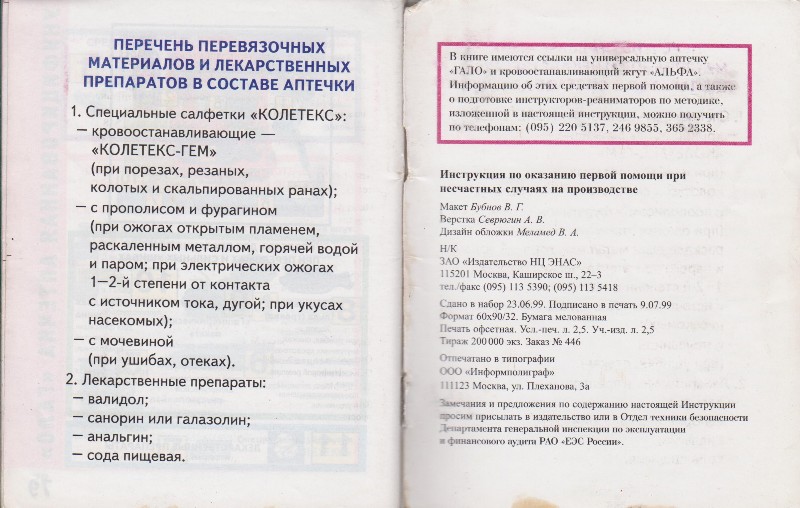 ПЕРЕЧЕНЬ ПЕРЕВЯЗОЧНЫХ
МАТЕРИАЛОВ И ЛЕКАРСТВЕННЫХ
ПРЕПАРАТОВ В СОСТАВЕ АПТЕЧКИ
1. Специальные салфетки «КОЛЕТЕКС»:
— кровоостанавливающие —
«КОЛЕТЕКС-ГЕМ»
(при порезах, резаных,
колотых и скальпированных ранах);
— с прополисом и фурагином
(при ожогах открытым пламенем,
раскаленным металлом, горячей водой
и паром; при электрических ожогах
1—2-й степени от контакта
с источником тока, дугой; при укусах
насекомых);
— с мочевиной
(при ушибах, отеках).
2. Лекарственные препараты:
— валидол;
— санорин или галазолин;
— анальгин;
— сода пищевая.
В книге имеются ссылки на универсальную аптечку
«ГАЛО» и кровоостанавливающий жгут «АЛЬФА».
Информацию об этих средствах первой помощи, а также
о подготовке инструкторов-реаниматоров по методике,
изложенной в настоящей инструкции, можно получить
по телефонам: (095) 220 5137, 246 9855, 365 2338.
Инструкция по оказанию первой помощи при
несчастных случаях на производстве
Макет Бубнов В. Г.
Верстка Севрюгин А. В.
Дизайн обложки Меламед В. А.
Н/К
ЗАО «Издательство НЦ ЭНАС»
115201 Москва, Каширское ш., 22–3
тел./факс (095) 113 5390; (095) 113 5418
Сдано в набор 23.06.99. Подписано в печать 9.07.99
Формат 60х90/32. Бумага мелованная
Печать офсетная. Усл.-печ. л. 2,5. Уч.-изд. л. 2,5
Тираж 200 000 экз. Заказ № 446
Отпечатано в типографии
ООО «Информполиграф»
111123 Москва, ул. Плеханова, 3а
Замечания и предложения по содержанию настоящей Инструкции
просим присылать в издательство или в Отдел техники безопасности
Департамента генеральной инспекции по эксплуатации
и финансового аудита РАО «ЕЭС России».